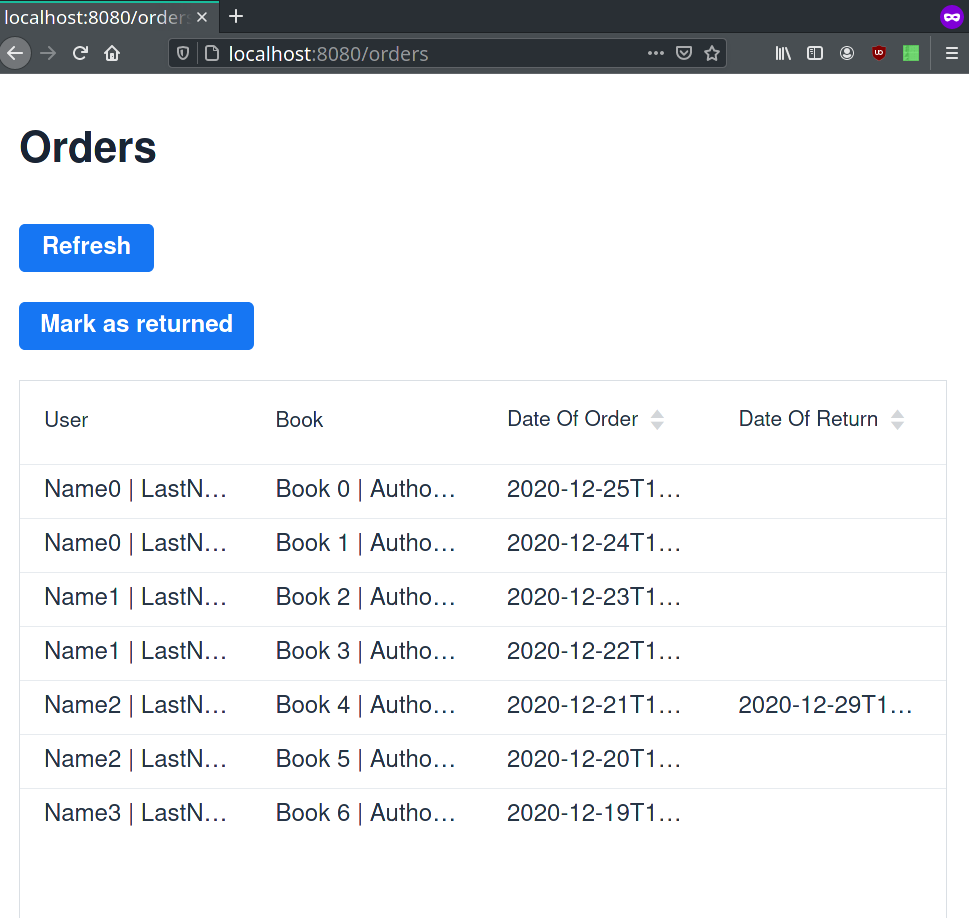 localhost:8080/orders
localhost:8080/orders
Orders
Refresh
Mark as returned
User Book Date Of Order Date Of Return
Name0 | LastN… Book 0 | Autho… 2020-12-25T1…
Name0 | LastN… Book 1 | Autho… 2020-12-24T1…
Name1 | LastN… Book 2 | Autho… 2020-12-23T1…
Name1 | LastN… Book 3 | Autho… 2020-12-22T1…
Name2 | LastN… Book 4 | Autho… 2020-12-21T1… 2020-12-29T1…
Name2 | LastN… Book 5 | Autho… 2020-12-20T1…
Name3 | LastN… Book 6 | Autho… 2020-12-19T1…